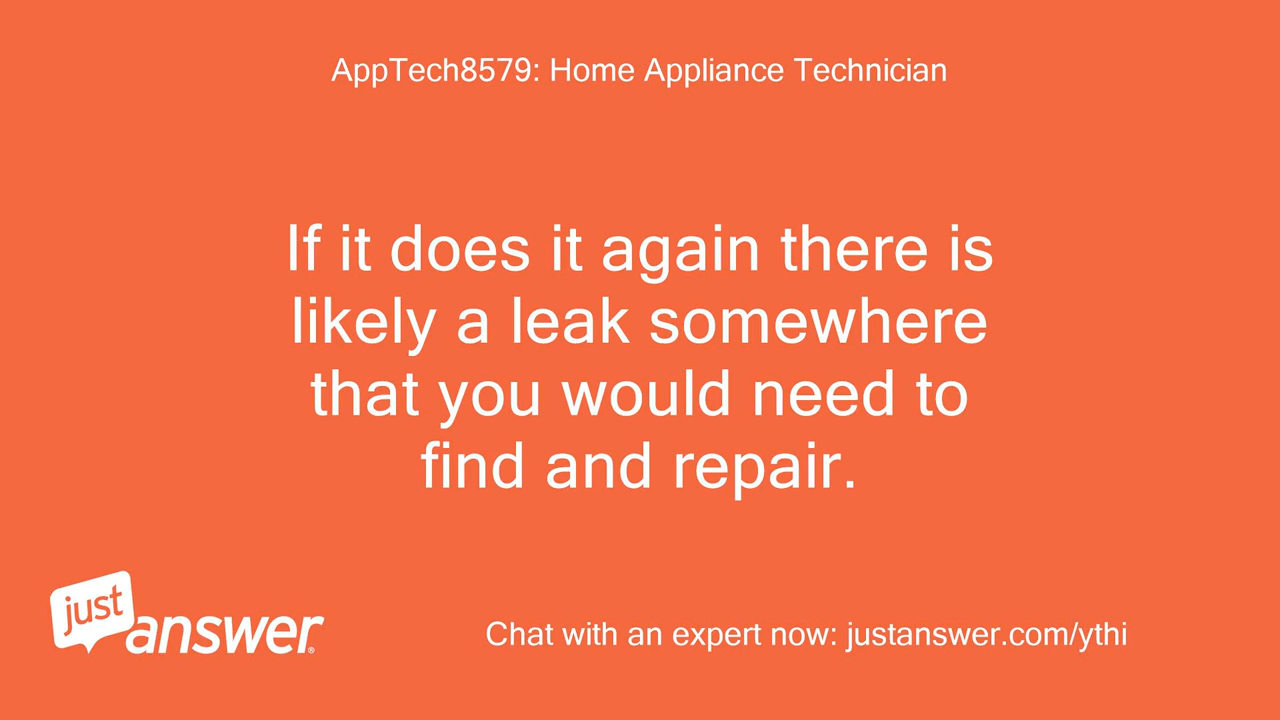 AppTech8579: Home Appliance Technician
If it does it again there is
likely a leak somewhere
that you would need to
find and repair.
just
answer®
Chat with an expert now: justanswer.com/ythi